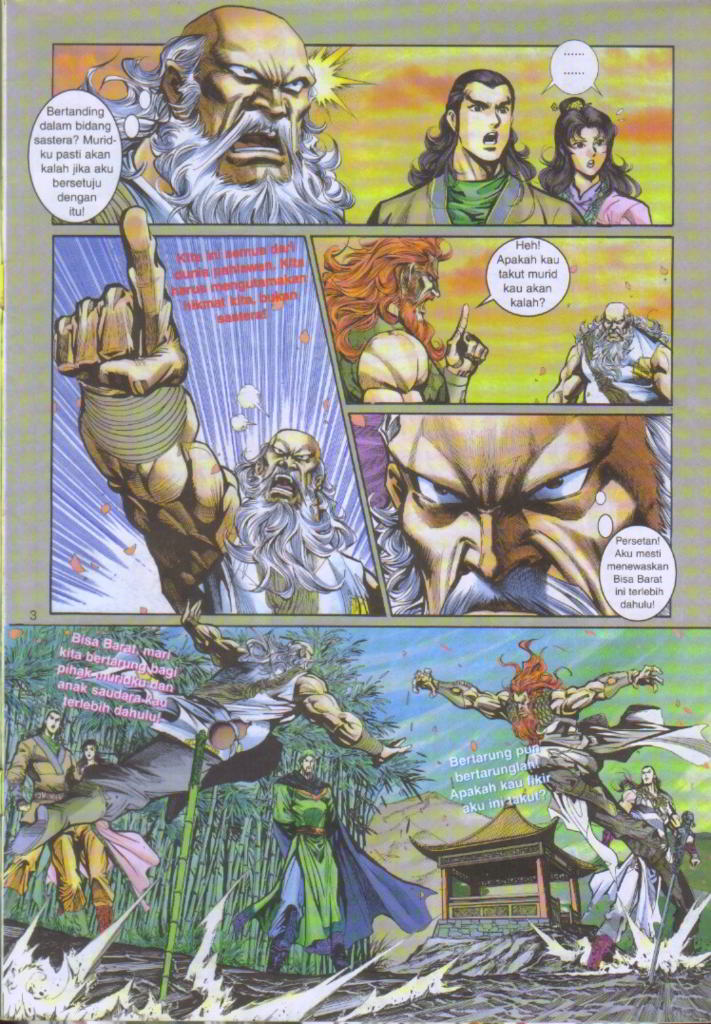 Bertanding
dalam bidang
sastera? Murid-
ku pasti akan
kalah jika aku
bersetuju
dengan
itu!
......
......
Kita ini semua dari
dunia pahlawan. Kita
harus mengutamakan
hikmat kita, bukan
sastera!
Heh!
Apakah kau
takut murid
kau akan
kalah?
Persetan!
Aku mesti
menewaskan
Bisa Barat
ini terlebih
dahulu!
3
Bisa Barat, mari
kita bertarung bagi
pihak muridku dan
anak saudara kau
terlebih dahulu!
Bertarung pun
bertarunglah!
Apakah kau fikir
aku ini takut?